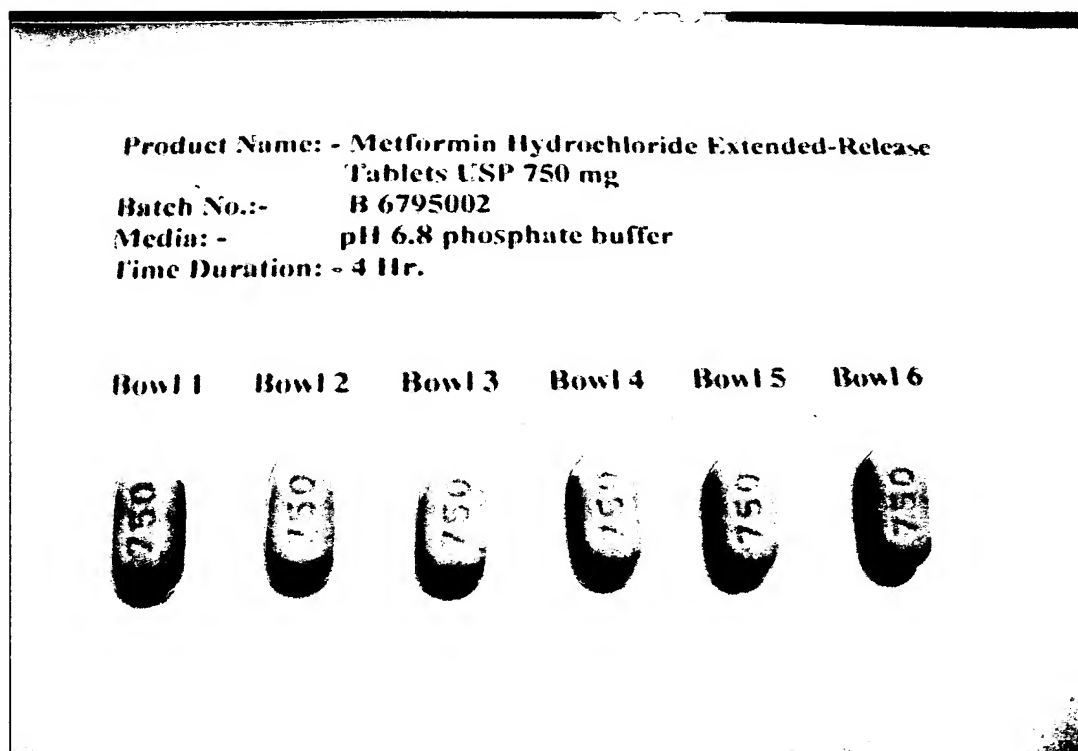 Product Name: - Metformin Hydrochloride Extended-Release
Tablets USP 750 mg
Batch No.:- B 6795002
Media: - pH 6.8 phosphate buffer
Time Duration: - 4 Hr.
Bowl 1 Bowl 2 Bowl 3 Bowl 4 Bowl 5 Bowl 6
750 750 750 750 750 750